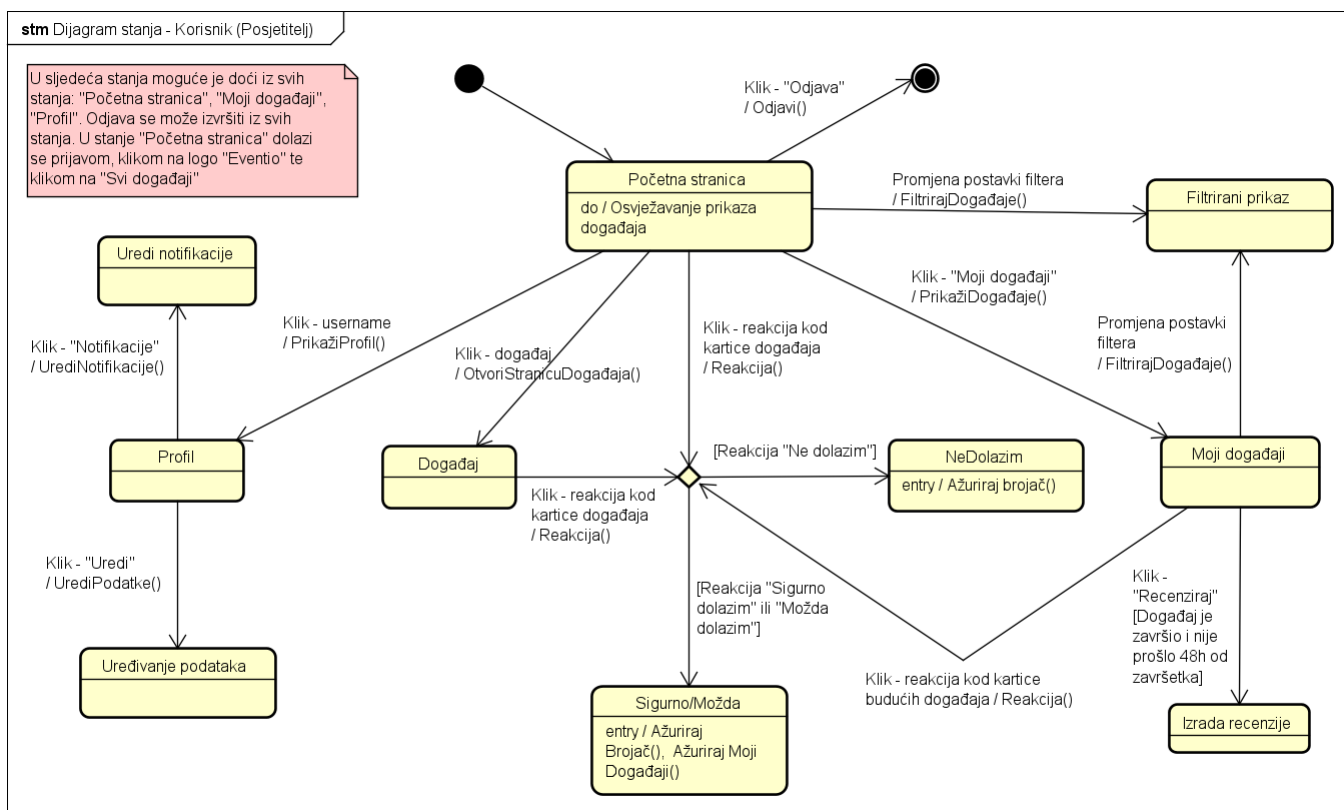 stm Dijagram stanja - Korisnik (Posjetitelj)
U sljedeća stanja moguće je doći iz svih
stanja: "Početna stranica", "Moji događaji",
"Profil". Odjava se može izvršiti iz svih
stanja. U stanje "Početna stranica" dolazi
se prijavom, klikom na logo "Eventio" te
klikom na "Svi događaji"
Klik - "Odjava"
/ Odjavi()
Početna stranica
do / Osvježavanje prikaza
događaja
Promjena postavki filtera
/ FiltrirajDogađaje()
Filtrirani prikaz
Uredi notifikacije
Klik - "Notifikacije"
/ UrediNotifikacije()
Klik - username
/ PrikažiProfil()
Klik - događaj
/ OtvoriStranicuDogađaja()
Klik - reakcija kod
kartice događaja
/ Reakcija()
Klik - "Moji događaji"
/ PrikažiDogađaje()
Promjena postavki
filtera
/ FiltrirajDogađaje()
Profil
Događaj
Klik - reakcija kod
kartice događaja
/ Reakcija()
[Reakcija "Ne dolazim"]
NeDolazim
entry / Ažuriraj brojač()
Moji događaji
Klik - "Uredi"
/ UrediPodatke()
[Reakcija "Sigurno
dolazim" ili "Možda
dolazim"]
Klik -
"Recenziraj"
[Događaj je
završio i nije
prošlo 48h od
završetka]
Uređivanje podataka
Klik - reakcija kod kartice
budućih događaja / Reakcija()
Sigurno/Možda
entry / Ažuriraj
Brojač(), Ažuriraj Moji
Događaji()
Izrada recenzije